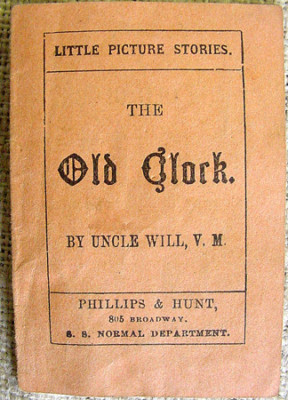 LITTLE PICTURE STORIES.
THE
Old Clock.
BY UNCLE WILL, V. M.
PHILLIPS & HUNT,
805 BROADWAY.
S. S. NORMAL DEPARTMENT.